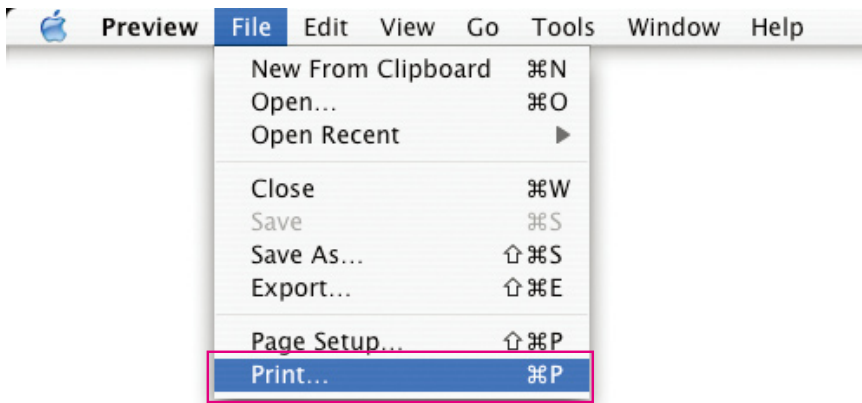 Preview File Edit View Go Tools Window Help
New From Clipboard ⌘N
Open... ⌘O
Open Recent ▶
Close ⌘W
Save ⌘S
Save As... ⇧⌘S
Export... ⇧⌘E
Page Setup... ⇧⌘P
Print... ⌘P